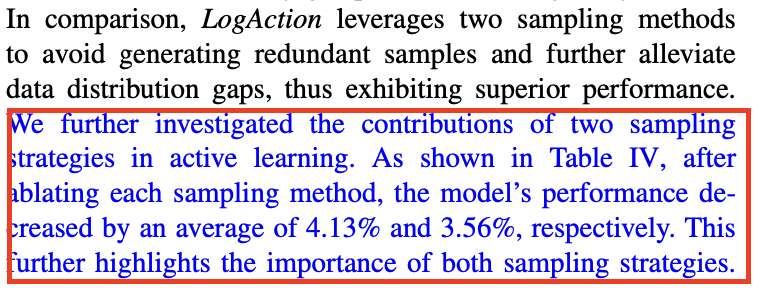 In comparison, LogAction leverages two sampling methods
to avoid generating redundant samples and further alleviate
data distribution gaps, thus exhibiting superior performance.
We further investigated the contributions of two sampling
strategies in active learning. As shown in Table IV, after
ablating each sampling method, the model's performance de-
creased by an average of 4.13% and 3.56%, respectively. This
further highlights the importance of both sampling strategies.